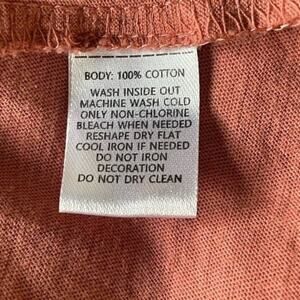 BODY: 100% COTTON
WASH INSIDE OUT
MACHINE WASH COLD
ONLY NON-CHLORINE
BLEACH WHEN NEEDED
RESHAPE DRY FLAT
COOL IRON IF NEEDED
DO NOT IRON
DECORATION
DO NOT DRY CLEAN